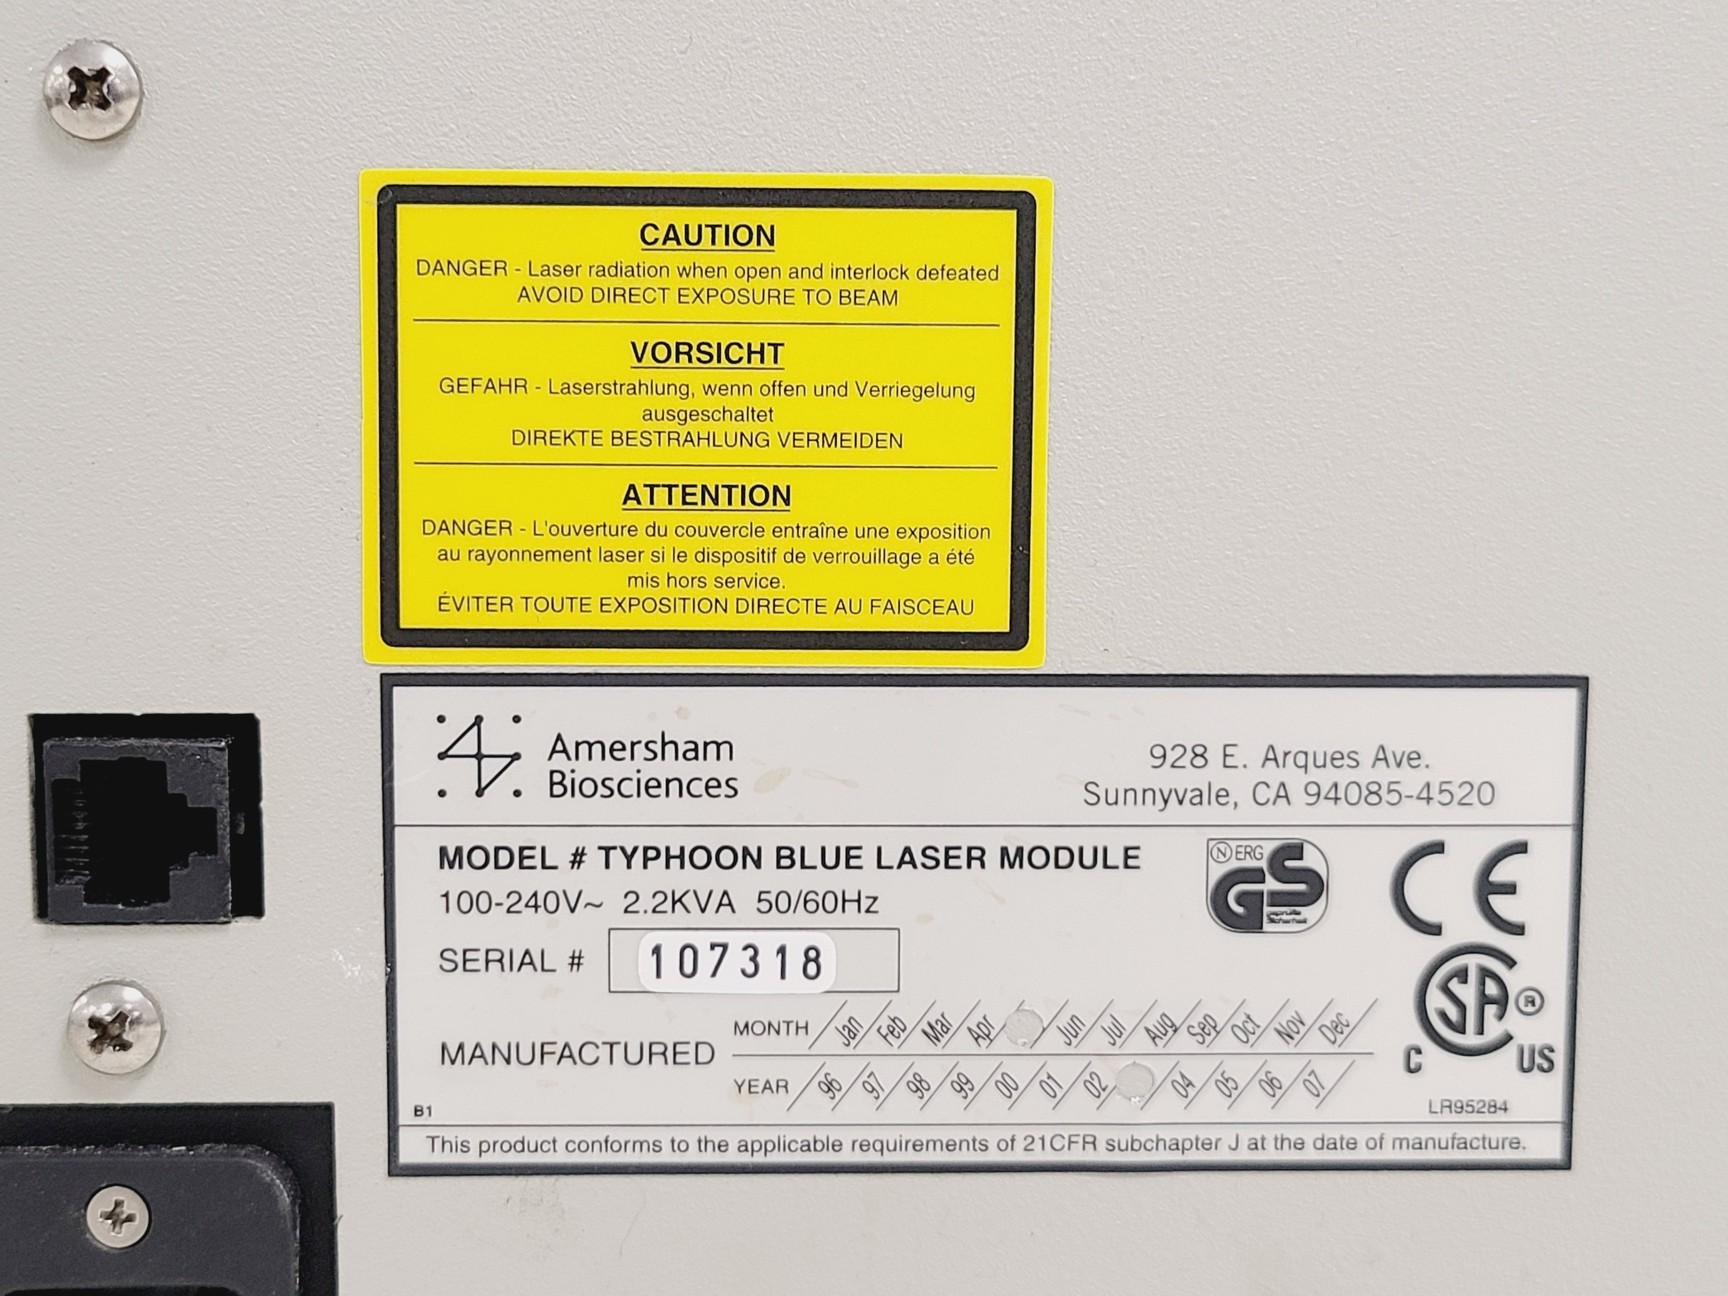 CAUTION
DANGER - Laser radiation when open and interlock defeated
AVOID DIRECT EXPOSURE TO BEAM
VORSICHT
GEFAHR - Laserstrahlung, wenn offen und Verriegelung
ausgeschaltet
DIREKTE BESTRAHLUNG VERMEIDEN
ATTENTION
DANGER - L'ouverture du couvercle entraîne une exposition
au rayonnement laser si le dispositif de verrouillage a été
mis hors service.
ÉVITER TOUTE EXPOSITION DIRECTE AU FAISCEAU
Amersham
Biosciences
928 E. Arques Ave.
Sunnyvale, CA 94085-4520
MODEL # TYPHOON BLUE LASER MODULE
100-240V~ 2.2KVA 50/60Hz
SERIAL # 107318
N ERG
GS
geprüfte
Sicherheit
CE
MANUFACTURED
MONTH Jan Feb Mar Apr Jun Jul Aug Sep Oct Nov Dec
YEAR 96 97 98 99 00 01 02 04 05 06 07
C SA ® US
LR95284
B1
This product conforms to the applicable requirements of 21CFR subchapter J at the date of manufacture.